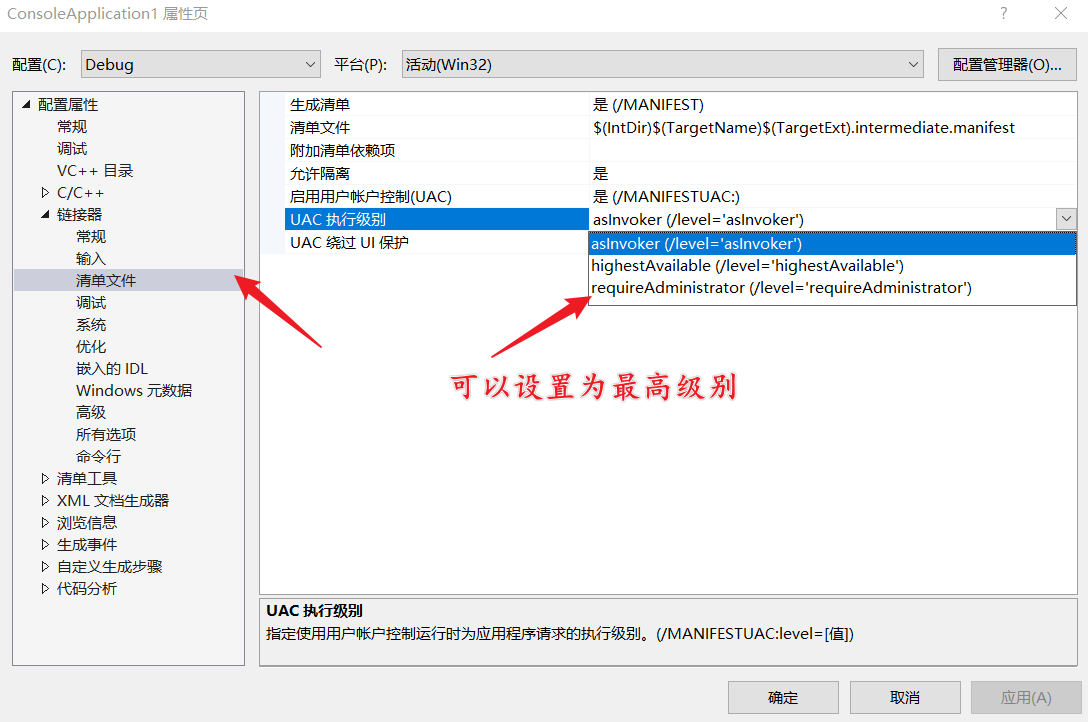 ConsoleApplication1 属性页
配置(C):
Debug
平台(P):
活动(Win32)
配置管理器(O)...
配置属性
常规
调试
VC++ 目录
C/C++
链接器
常规
输入
清单文件
调试
系统
优化
嵌入的 IDL
Windows 元数据
高级
所有选项
命令行
清单工具
XML 文档生成器
浏览信息
生成事件
自定义生成步骤
代码分析
生成清单 是 (/MANIFEST)
清单文件 $(IntDir)$(TargetName)$(TargetExt).intermediate.manifest
附加清单依赖项
允许隔离 是
启用用户帐户控制(UAC) 是 (/MANIFESTUAC:)
UAC 执行级别 asInvoker (/level='asInvoker')
UAC 绕过 UI 保护
asInvoker (/level='asInvoker')
highestAvailable (/level='highestAvailable')
requireAdministrator (/level='requireAdministrator')
可以设置为最高级别
UAC 执行级别
指定使用用户帐户控制运行时为应用程序请求的执行级别。(/MANIFESTUAC:level=[值])
确定
取消
应用(A)